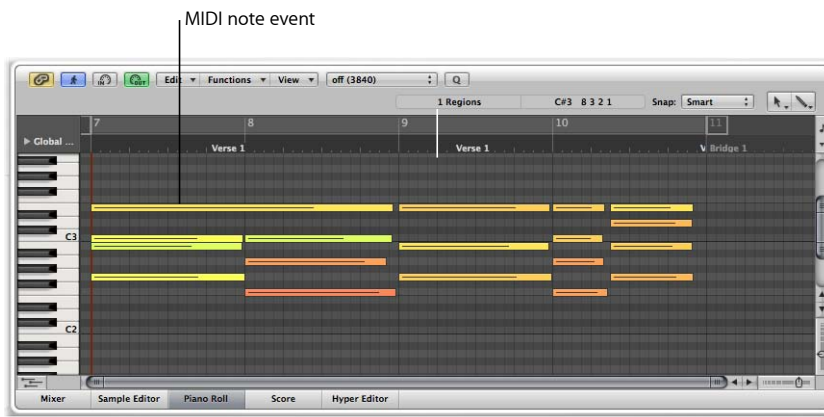 MIDI note event
IN OUT Edit Functions View off (3840) Q
1 Regions C#3 8 3 2 1 Snap: Smart
7 8 9 10 11
Global ...
Verse 1 Verse 1 V Bridge 1
C3
C2
Mixer Sample Editor Piano Roll Score Hyper Editor